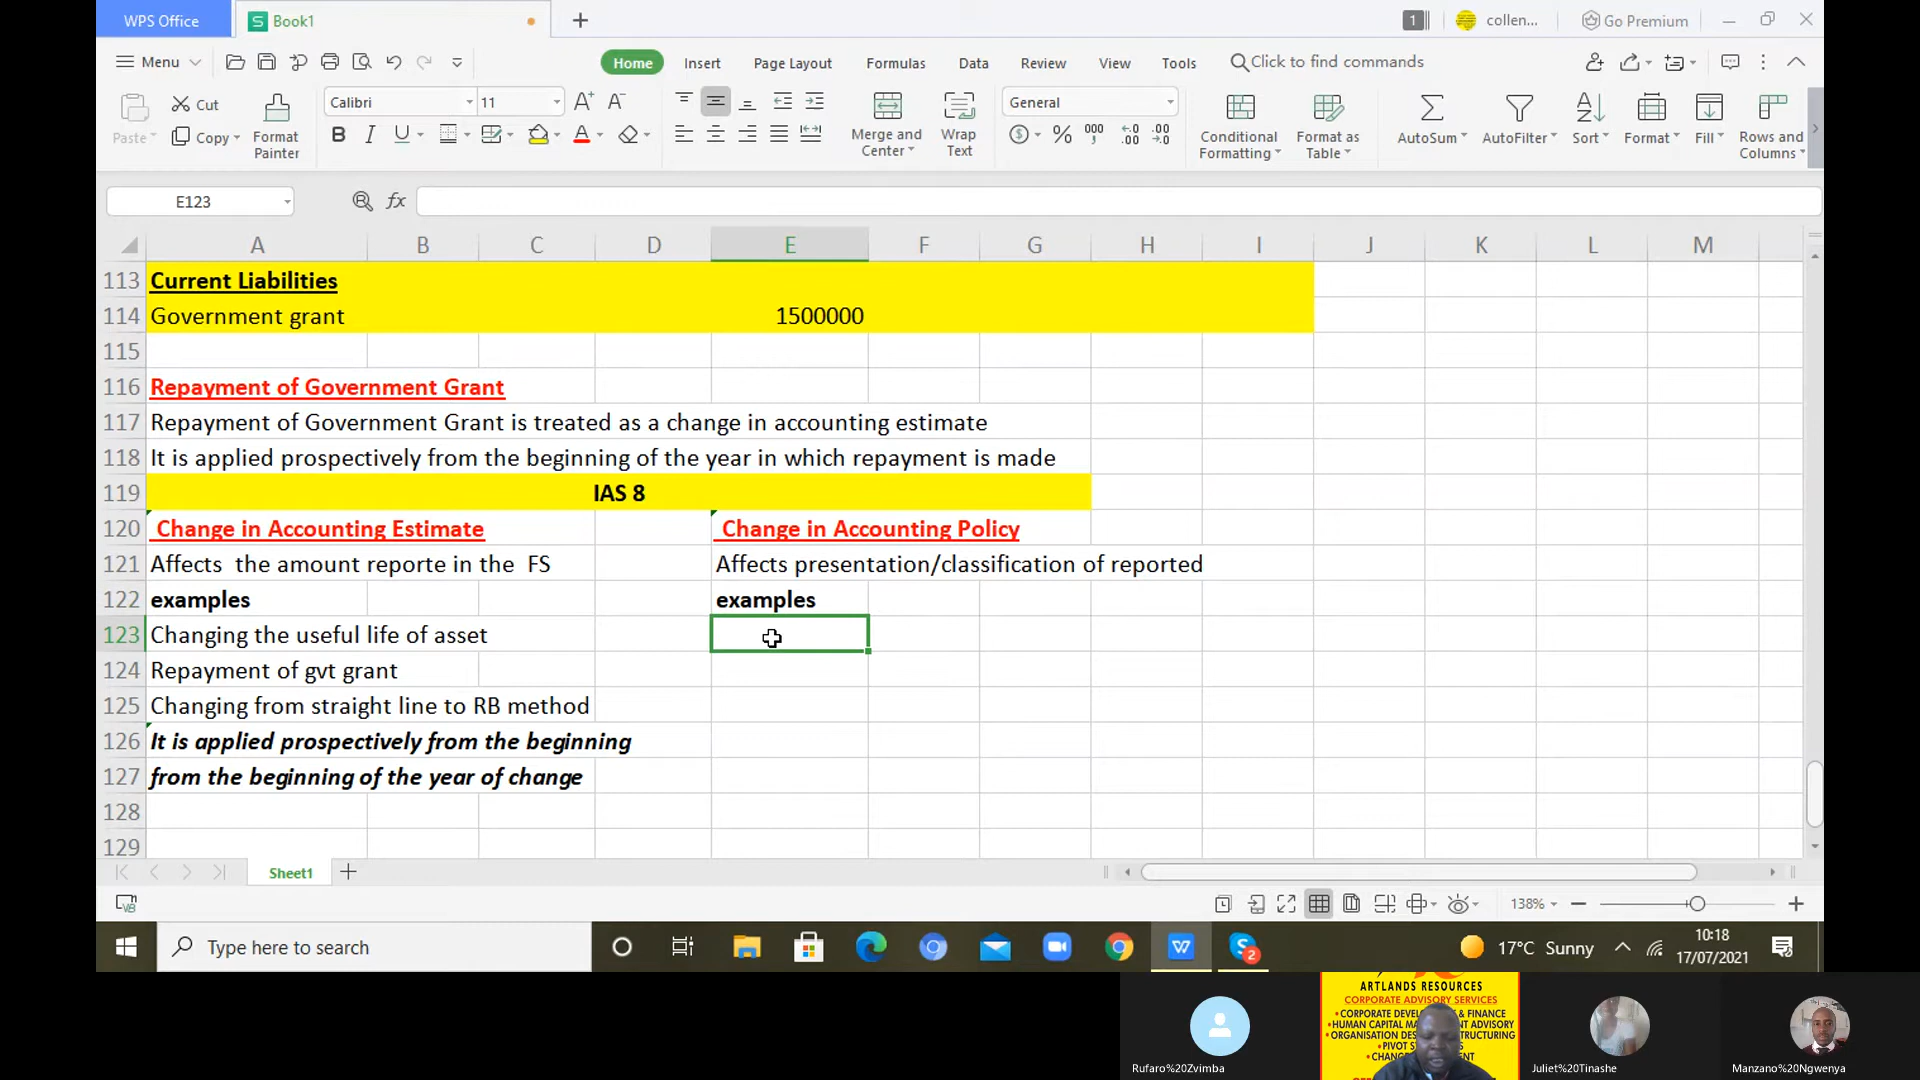 WPS Office
Book1
1
collen...
Go Premium
Menu
Home
Insert
Page Layout
Formulas
Data
Review
View
Tools
Click to find commands
Paste
Cut
Copy
Format
Painter
Calibri
11
Merge and
Center
Wrap
Text
General
Conditional
Formatting
Format as
Table
AutoSum
AutoFilter
Sort
Format
Fill
Rows and
Columns
E123
fx
A B C D E F G H I J K L M
113 Current Liabilities
114 Government grant 1500000
115
116 Repayment of Government Grant
117 Repayment of Government Grant is treated as a change in accounting estimate
118 It is applied prospectively from the beginning of the year in which repayment is made
119 IAS 8
120 Change in Accounting Estimate Change in Accounting Policy
121 Affects the amount reporte in the FS Affects presentation/classification of reported
122 examples examples
123 Changing the useful life of asset
124 Repayment of gvt grant
125 Changing from straight line to RB method
126 It is applied prospectively from the beginning
127 from the beginning of the year of change
128
129
Sheet1
138%
Type here to search
2
17°C Sunny
10:18
17/07/2021
ARTLANDS RESOURCES
CORPORATE ADVISORY SERVICES
& FINANCE
• HUMAN CAPITAL ADVISORY
• PIVOT
Rufaro%20Zvimba
Juliet%20Tinashe
Manzano%20Ngwenya